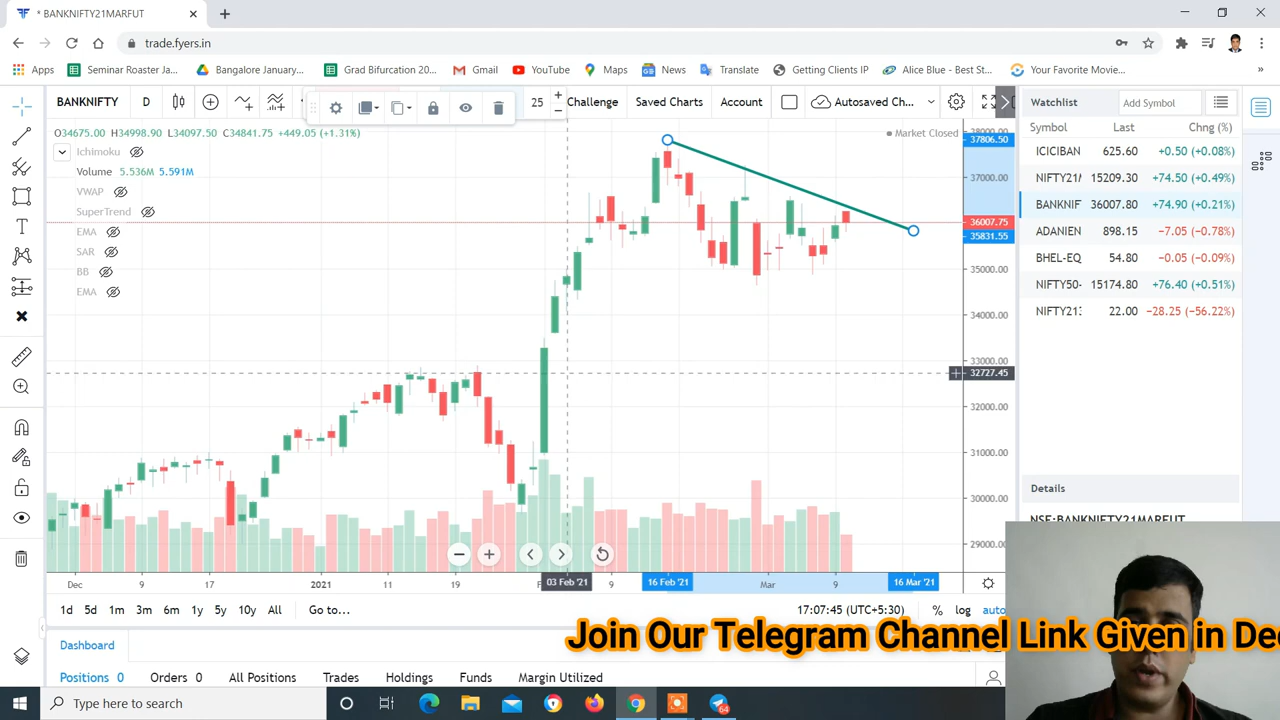 * BANKNIFTY21MARFUT
trade.fyers.in
Apps Seminar Roaster Ja... Bangalore January... Grad Bifurcation 20... Gmail YouTube Maps News Translate Getting Clients IP Alice Blue - Best St... Your Favorite Movie... »
BANKNIFTY D 25 Challenge Saved Charts Account Autosaved Ch... Watchlist Add Symbol
O34675.00 H34998.90 L34097.50 C34841.75 +449.05 (+1.31%) Market Closed
Ichimoku
Volume 5.536M 5.591M
VWAP
SuperTrend
EMA
SAR
BB
EMA
38000.00
37806.50
37000.00
36007.75
35831.55
35000.00
34000.00
33000.00
32727.45
32000.00
31000.00
30000.00
29000.00
Symbol Last Chng (%)
ICICIBAN 625.60 +0.50 (+0.08%)
NIFTY21 15209.30 +74.50 (+0.49%)
BANKNIF 36007.80 +74.90 (+0.21%)
ADANIEN 898.15 -7.05 (-0.78%)
BHEL-EQ 54.80 -0.05 (-0.09%)
NIFTY50- 15174.80 +76.40 (+0.51%)
NIFTY21: 22.00 -28.25 (-56.22%)
Details
NSE:BANKNIFTY21MARFUT
Dec 9 17 2021 11 19 03 Feb '21 9 16 Feb '21 Mar 9 16 Mar '21
1d 5d 1m 3m 6m 1y 5y 10y All Go to... 17:07:45 (UTC+5:30) % log auto
Join Our Telegram Channel Link Given in Des
Dashboard
Positions 0 Orders 0 All Positions Trades Holdings Funds Margin Utilized
Type here to search
64